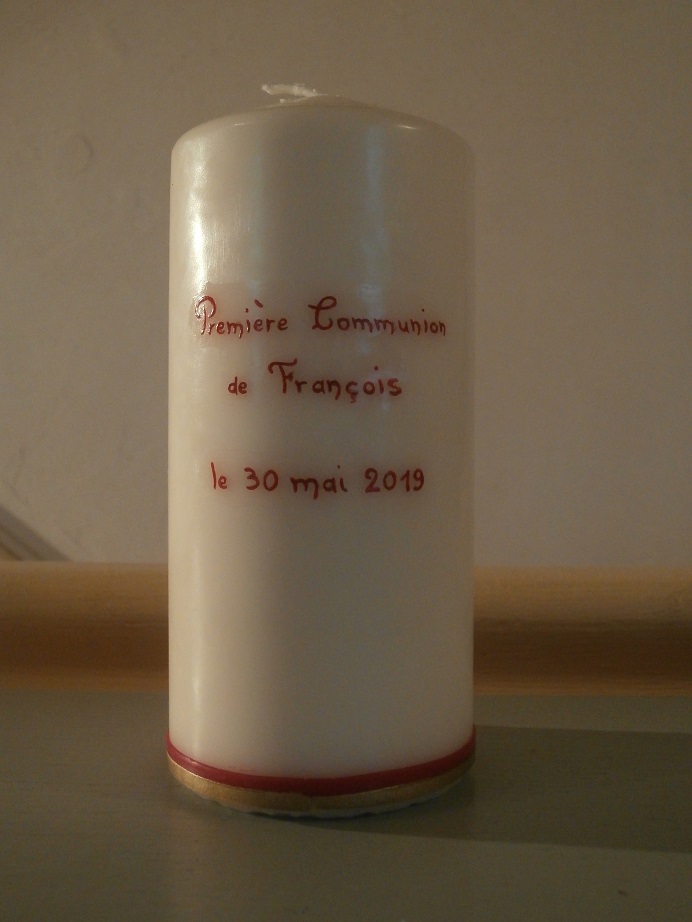 Première Communion
de François
le 30 mai 2019